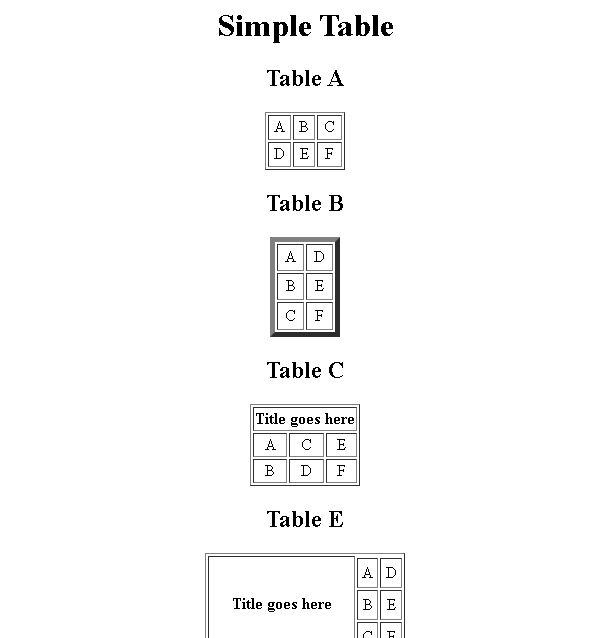 Simple Table
Table A
A B C
D E F
Table B
A D
B E
C F
Table C
Title goes here
A C E
B D F
Table E
A D
Title goes here B E